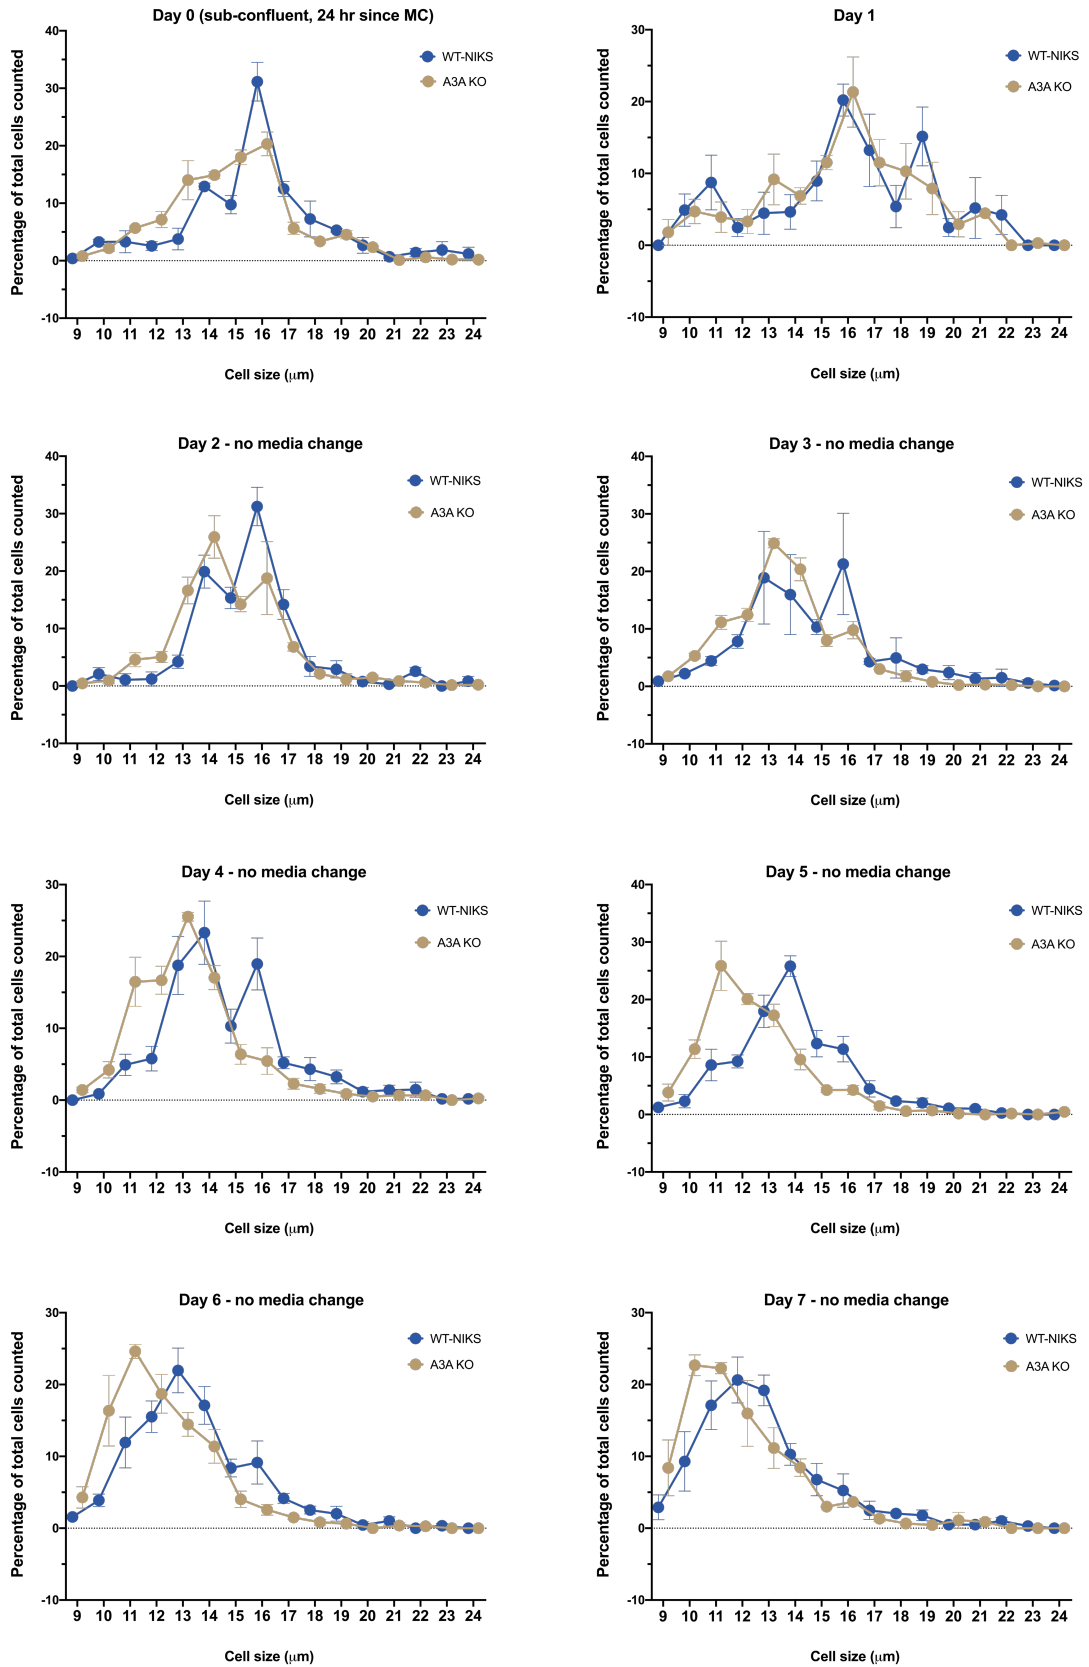 Day 0 (sub-confluent, 24 hr since MC)
Percentage of total cells counted
40
30
20
10
0
-10
WT-NIKS
A3A KO
9 10 11 12 13 14 15 16 17 18 19 20 21 22 23 24
Cell size (μm)
Day 1
Percentage of total cells counted
30
20
10
0
-10
WT-NIKS
A3A KO
9 10 11 12 13 14 15 16 17 18 19 20 21 22 23 24
Cell size (μm)
Day 2 - no media change
Percentage of total cells counted
40
30
20
10
0
-10
WT-NIKS
A3A KO
9 10 11 12 13 14 15 16 17 18 19 20 21 22 23 24
Cell size (μm)
Day 3 - no media change
Percentage of total cells counted
40
30
20
10
0
-10
WT-NIKS
A3A KO
9 10 11 12 13 14 15 16 17 18 19 20 21 22 23 24
Cell size (μm)
Day 4 - no media change
Percentage of total cells counted
30
20
10
0
-10
WT-NIKS
A3A KO
9 10 11 12 13 14 15 16 17 18 19 20 21 22 23 24
Cell size (μm)
Day 5 - no media change
Percentage of total cells counted
40
30
20
10
0
-10
WT-NIKS
A3A KO
9 10 11 12 13 14 15 16 17 18 19 20 21 22 23 24
Cell size (μm)
Day 6 - no media change
Percentage of total cells counted
30
20
10
0
-10
WT-NIKS
A3A KO
9 10 11 12 13 14 15 16 17 18 19 20 21 22 23 24
Cell size (μm)
Day 7 - no media change
Percentage of total cells counted
30
20
10
0
-10
WT-NIKS
A3A KO
9 10 11 12 13 14 15 16 17 18 19 20 21 22 23 24
Cell size (μm)